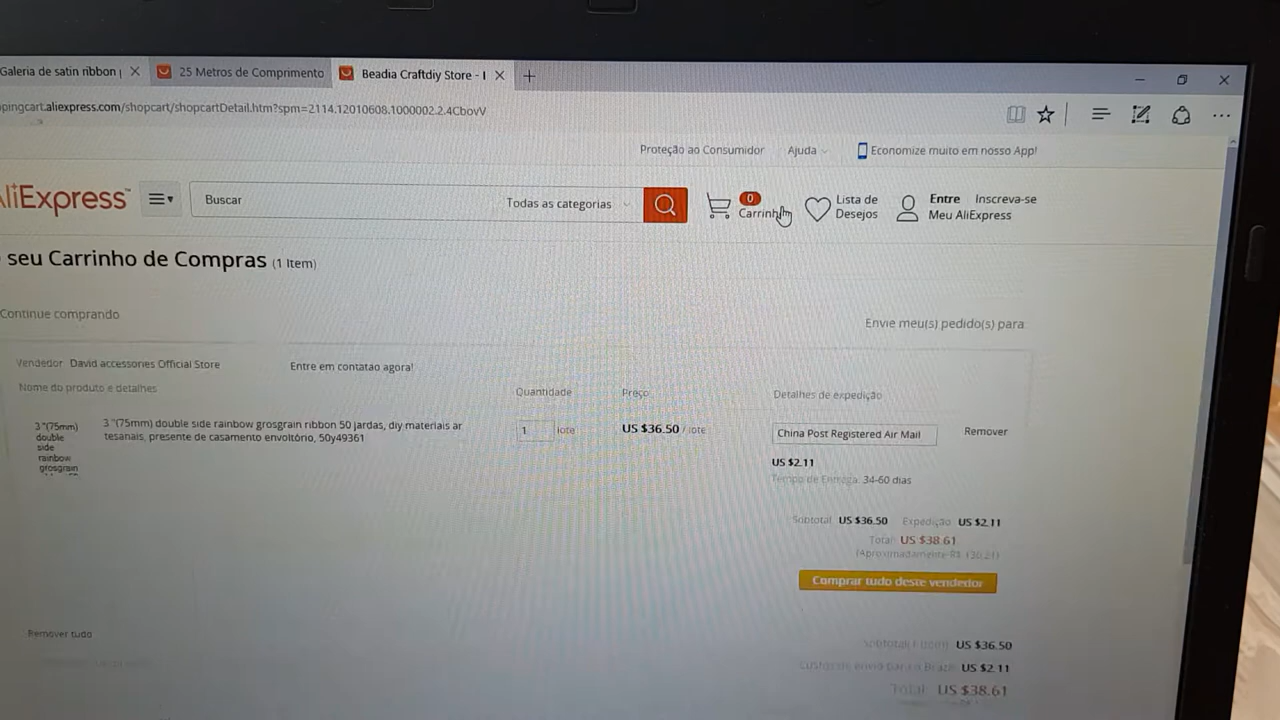 Galeria de satin ribbon
25 Metros de Comprimento
Beadia Craftdiy Store -
pingcart.aliexpress.com/shopcart/shopcartDetail.htm?spm=2114.12010608.1000002.2.4CbovV
Proteção ao Consumidor Ajuda Economize muito em nosso App!
AliExpress™
Buscar
Todas as categorias
0
Carrinho
Lista de
Desejos
Entre Inscreva-se
Meu AliExpress
seu Carrinho de Compras (1 Item)
Continue comprando
Envie meu(s) pedido(s) para
Vendedor David accessories Official Store Entre em contatao agora!
Nome do produto e detalhes Quantidade Preço Detalhes de expedição
3 "(75mm)
double
side
rainbow
grosgrain
3 "(75mm) double side rainbow grosgrain ribbon 50 jardas, diy materiais ar
tesanais, presente de casamento envoltório, 50y49361
1 lote
US $36.50 / lote
China Post Registered Air Mail
Remover
US $2.11
Tempo de Entrega: 34-60 dias
Subtotal: US $36.50 Expedição US $2.11
Total: US $38.61
(Aproximadamente R$
Comprar tudo deste vendedor
Remover tudo
Subtotal US $36.50
Custos de envio para o Brazil US $2.11
Total: US $38.61